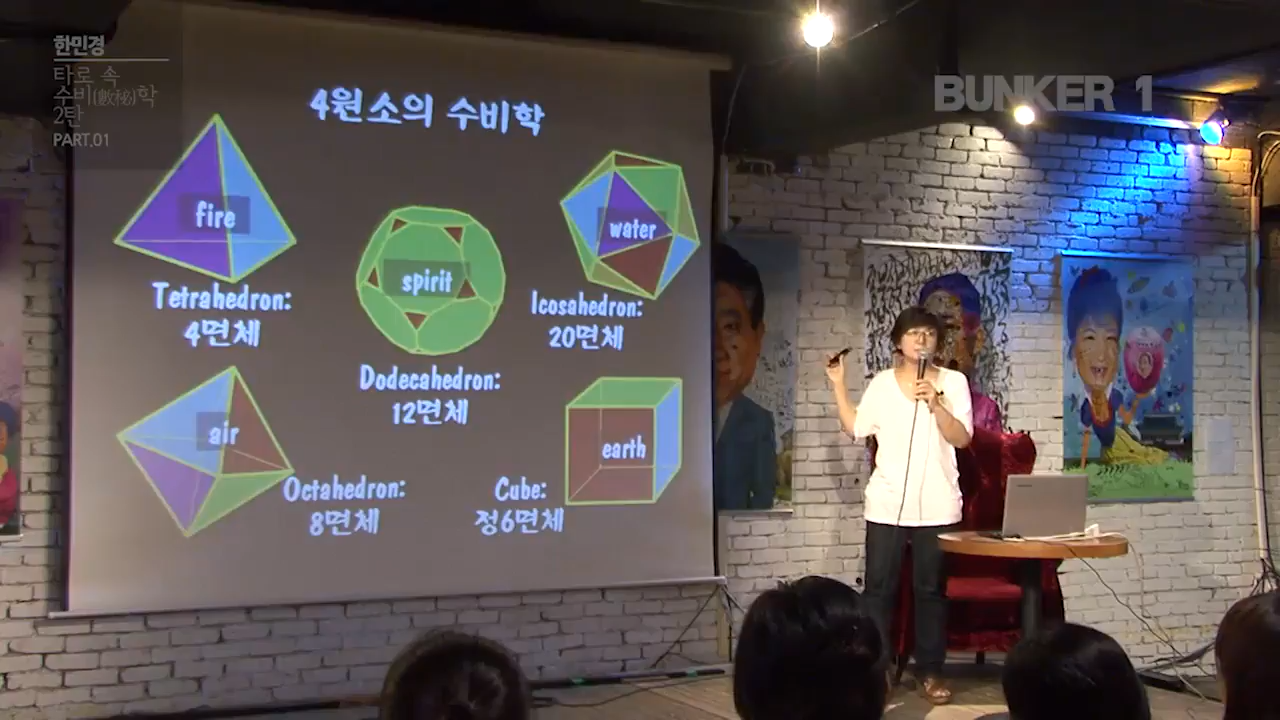 한민경
타로 속
수비(數秘)학
2탄
PART.01
BUNKER 1
4원소의 수비학
fire
Tetrahedron:
4면체
spirit
Dodecahedron:
12면체
water
Icosahedron:
20면체
air
Octahedron:
8면체
earth
Cube:
정6면체